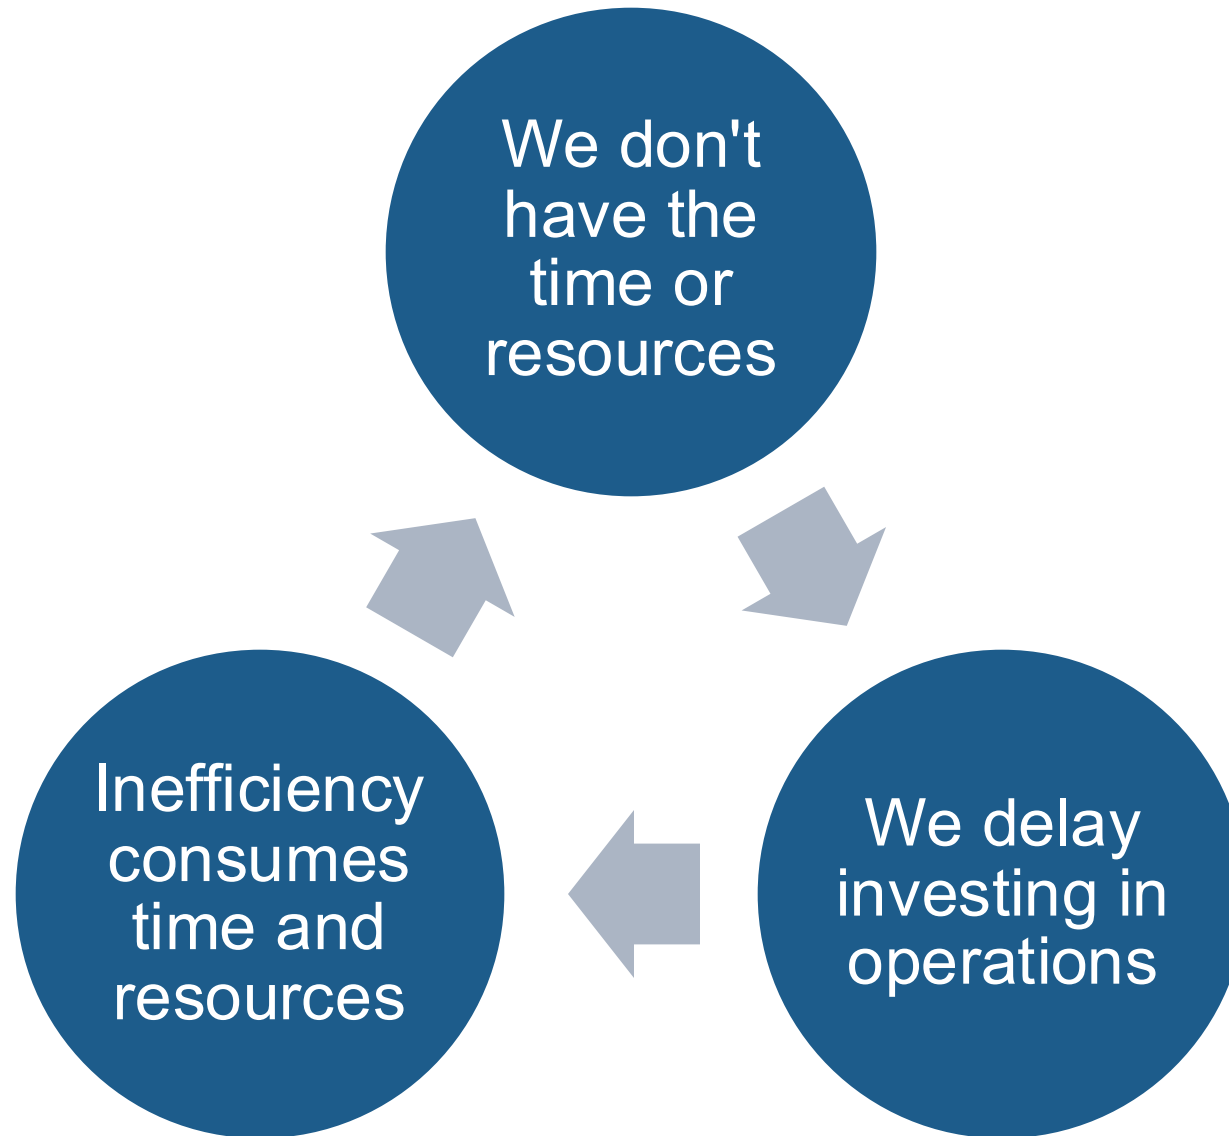 We don't
have the
time or
resources
We delay
investing in
operations
Inefficiency
consumes
time and
resources